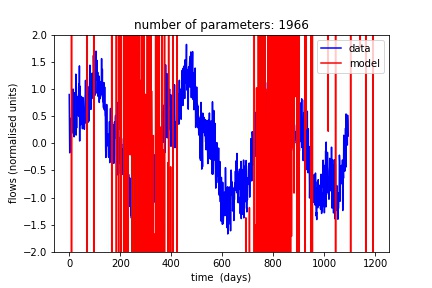 number of parameters: 1966
data
model
2.0
1.5
1.0
0.5
0.0
−0.5
−1.0
−1.5
−2.0
flows (normalised units)
0 200 400 600 800 1000 1200
time (days)